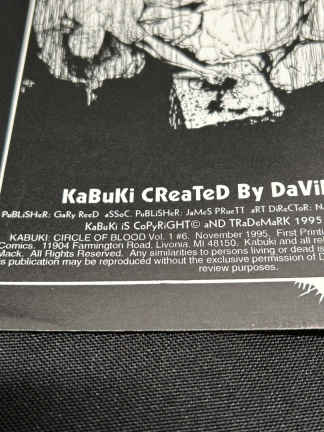 KaBuKi CReaTeD By DaVi
PuBLiSHeR: GaRy ReeD aSSoC. PuBLiSHeR: JaMeS PRueTT aRT DiReCToR: N.
KaBuKi iS CoPyRiGHT© aND TRaDeMaRK 1995
KABUKI: CIRCLE OF BLOOD Vol. 1 #6. November 1995. First Print
Comics. 11904 Farmington Road, Livonia, MI 48150. Kabuki and all re
Mack. All Rights Reserved. Any similarities to persons living or dead is
s publication may be reproduced without the exclusive permission of D
review purposes.